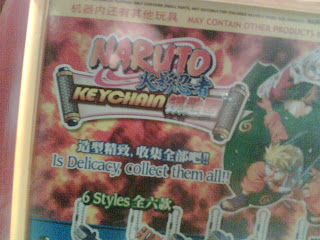 机器内还有其他玩具
MAY CONTAIN OTHER PRODUCTS
NARUTO
火影忍者
KEYCHAIN
造型精致,收集全部吧!!
Is Delicacy, collect them all!!
6 Styles 全六款